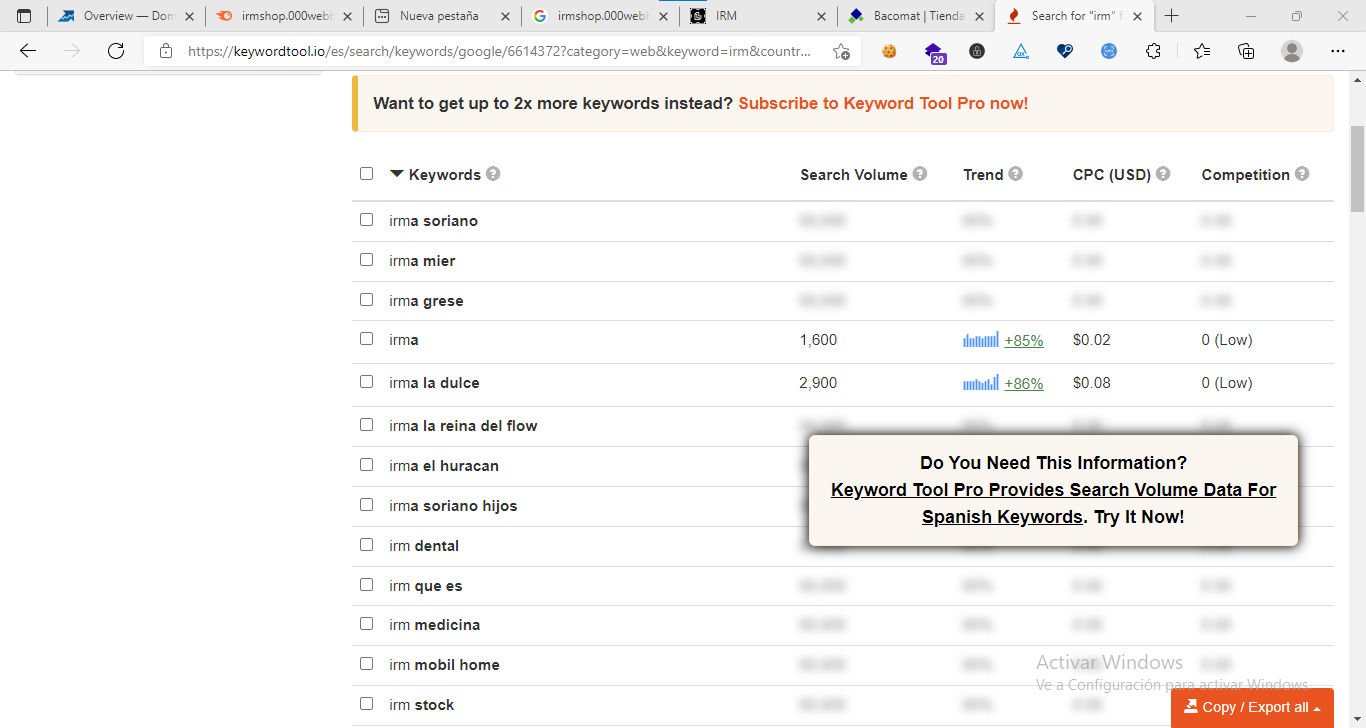 Overview — Dom
irmshop.000webh
Nueva pestaña
irmshop.000webh
IRM
Bacomat | Tienda
Search for "irm" f
https://keywordtool.io/es/search/keywords/google/6614372?category=web&keyword=irm&countr...
20
Want to get up to 2x more keywords instead? Subscribe to Keyword Tool Pro now!
Keywords Search Volume Trend CPC (USD) Competition
irma soriano
irma mier
irma grese
irma 1,600 +85% $0.02 0 (Low)
irma la dulce 2,900 +86% $0.08 0 (Low)
irma la reina del flow
irma el huracan
irma soriano hijos
irm dental
irm que es
irm medicina
irm mobil home
irm stock
Do You Need This Information?
Keyword Tool Pro Provides Search Volume Data For
Spanish Keywords. Try It Now!
Activar Windows
Ve a Configuración para activar Windows.
Copy / Export all